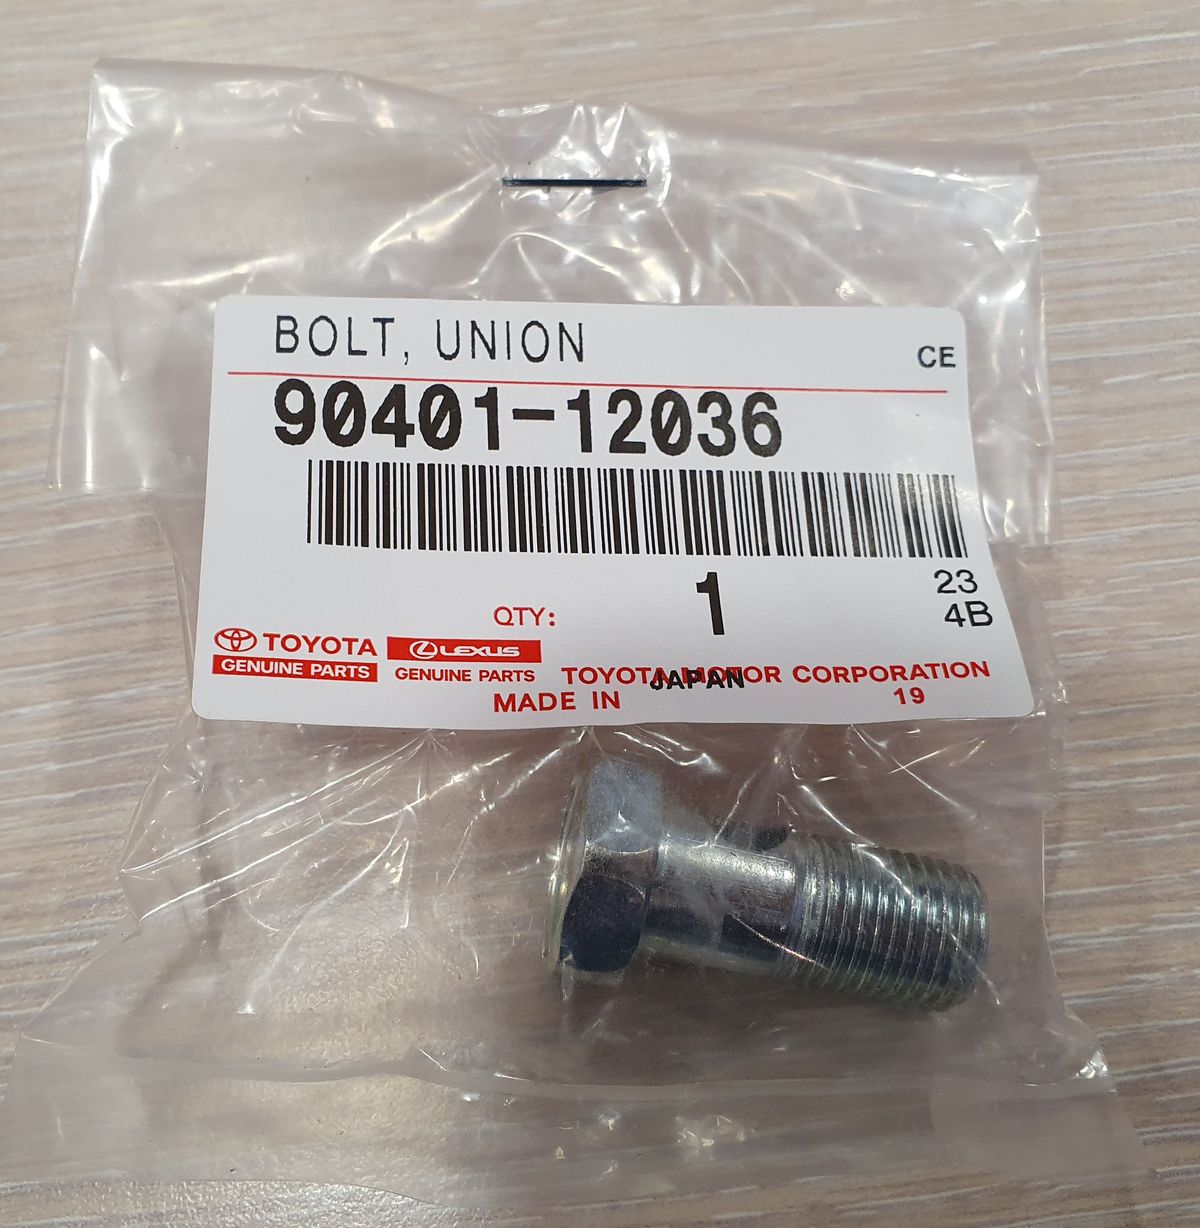 BOLT, UNION
CE
90401-12036
QTY: 1
23
4B
TOYOTA
GENUINE PARTS
LEXUS
GENUINE PARTS
TOYOTA MOTOR CORPORATION
MADE IN JAPAN
19